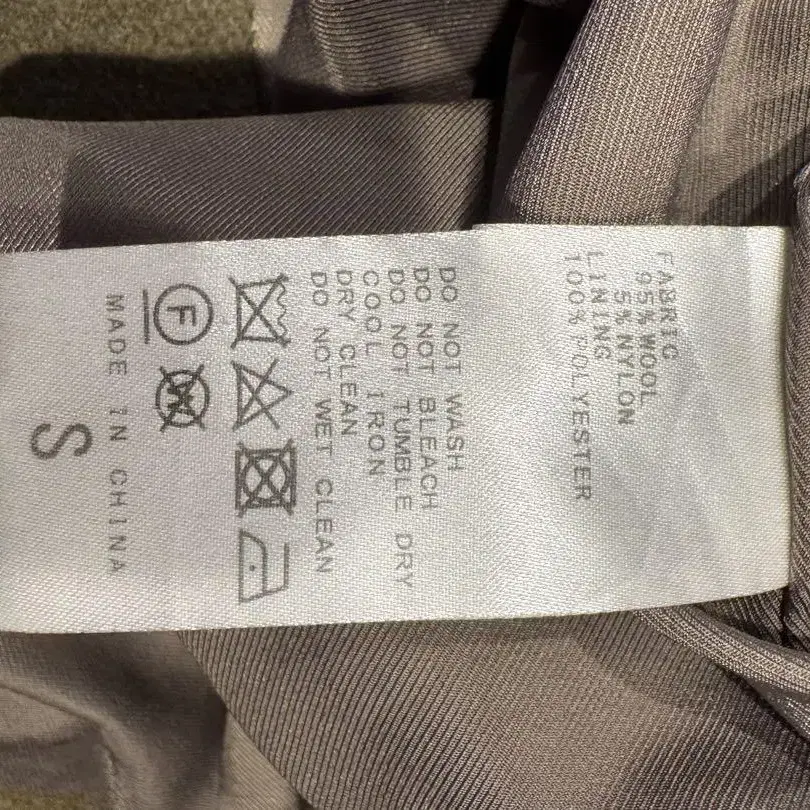 FABRIC
95% WOOL
5% NYLON
LINING
100% POLYESTER
DO NOT WASH
DO NOT BLEACH
DO NOT TUMBLE DRY
COOL IRON
DRY CLEAN
DO NOT WET CLEAN
F
W
MADE IN CHINA
S